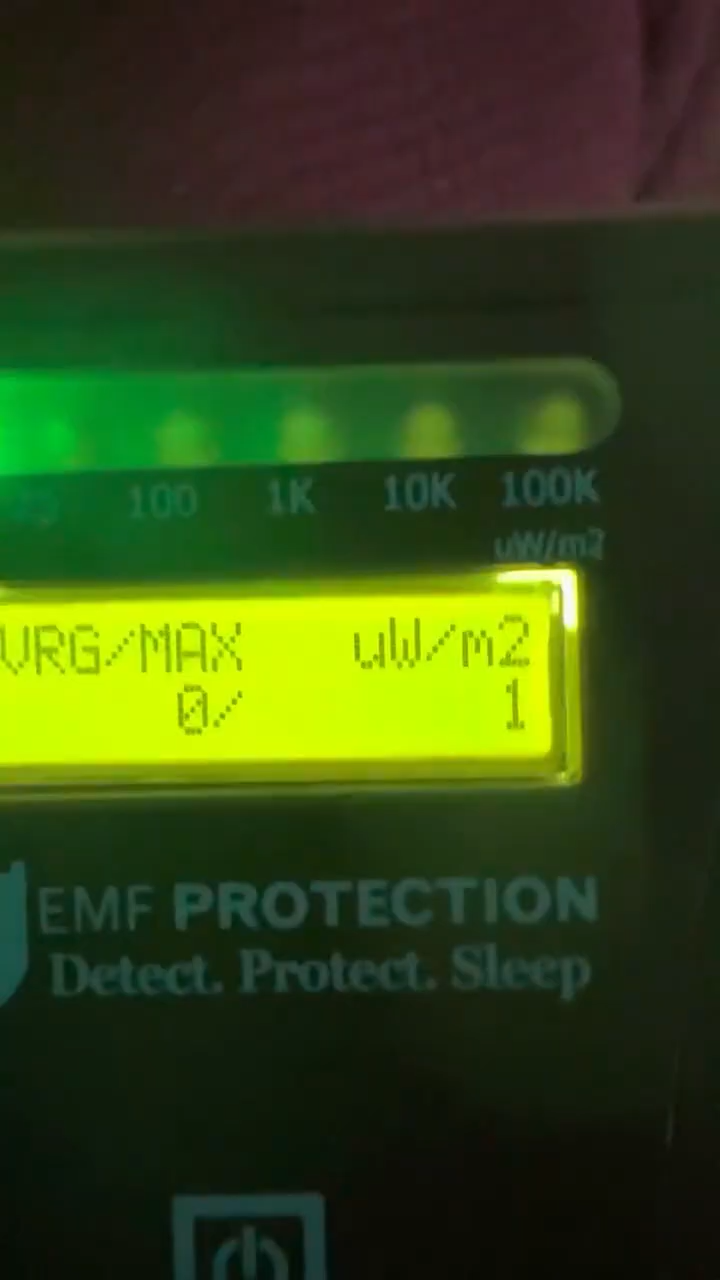 100 1K 10K 100K
uW/m2
VRG/MAX uW/m2
0/ 1
EMF PROTECTION
Detect. Protect. Sleep